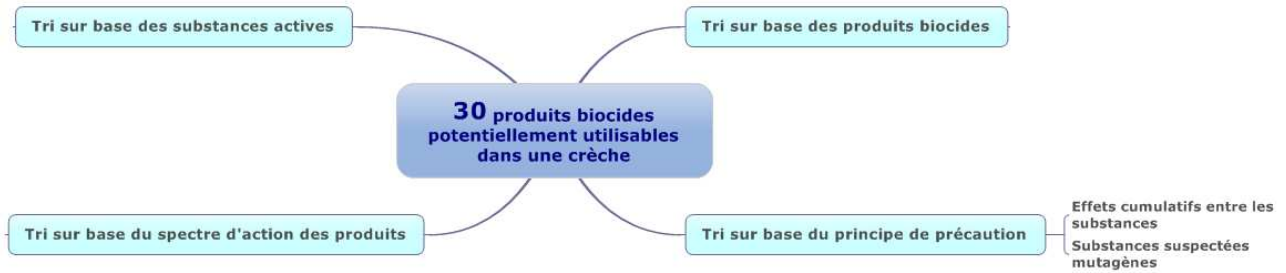 Tri sur base des substances actives
Tri sur base des produits biocides
30 produits biocides
potentiellement utilisables
dans une crèche
Tri sur base du spectre d'action des produits
Tri sur base du principe de précaution
Effets cumulatifs entre les
substances
Substances suspectées
mutagènes